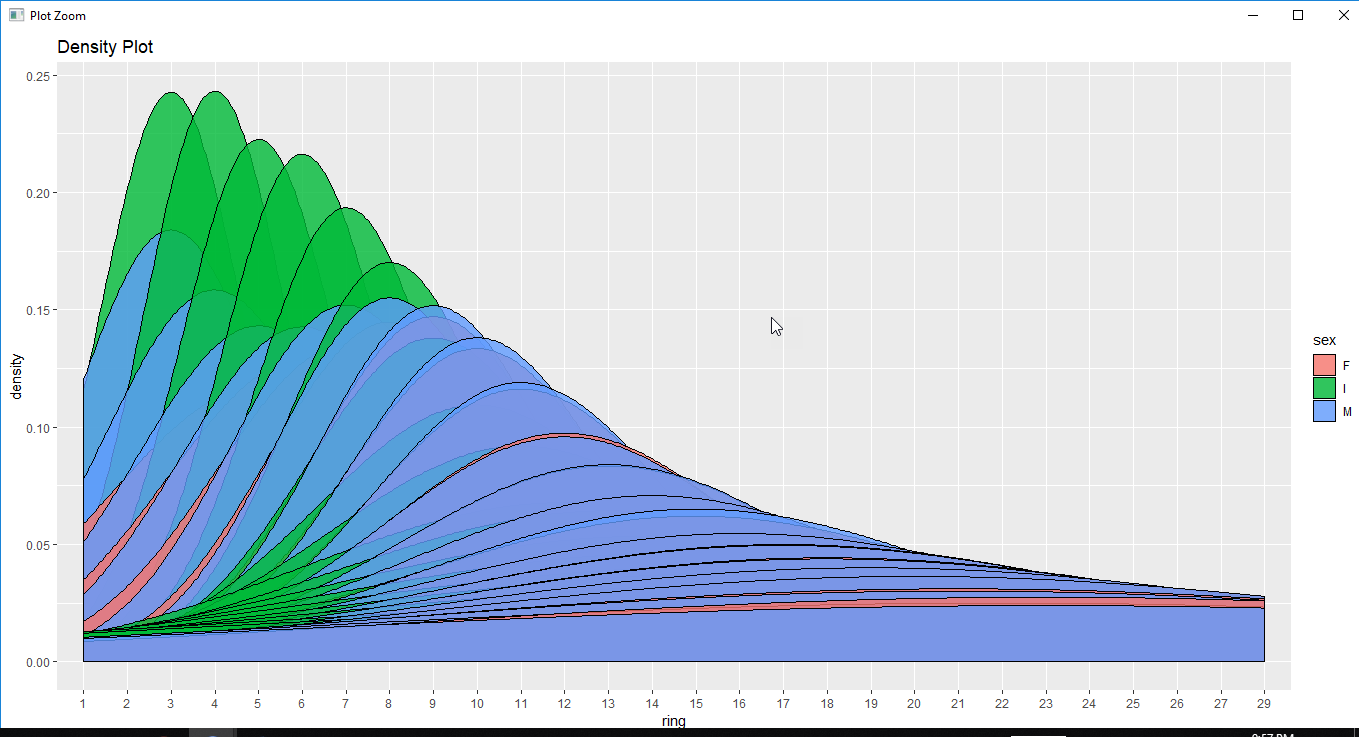 Plot Zoom
Density Plot
0.25
0.20
0.15
0.10
0.05
0.00
density
1 2 3 4 5 6 7 8 9 10 11 12 13 14 15 16 17 18 19 20 21 22 23 24 25 26 27 28 29
ring
sex
F
I
M